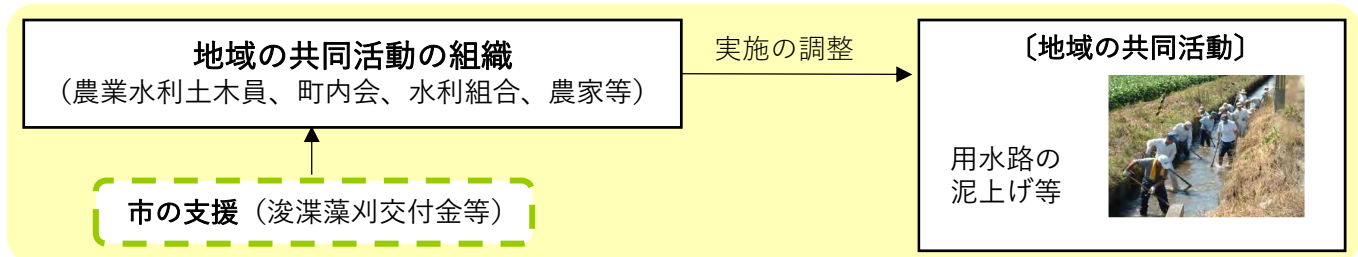 地域の共同活動の組織
（農業水利土木員、町内会、水利組合、農家等）
実施の調整
〔地域の共同活動〕
用水路の
泥上げ等
市の支援（浚渫藻刈交付金等）